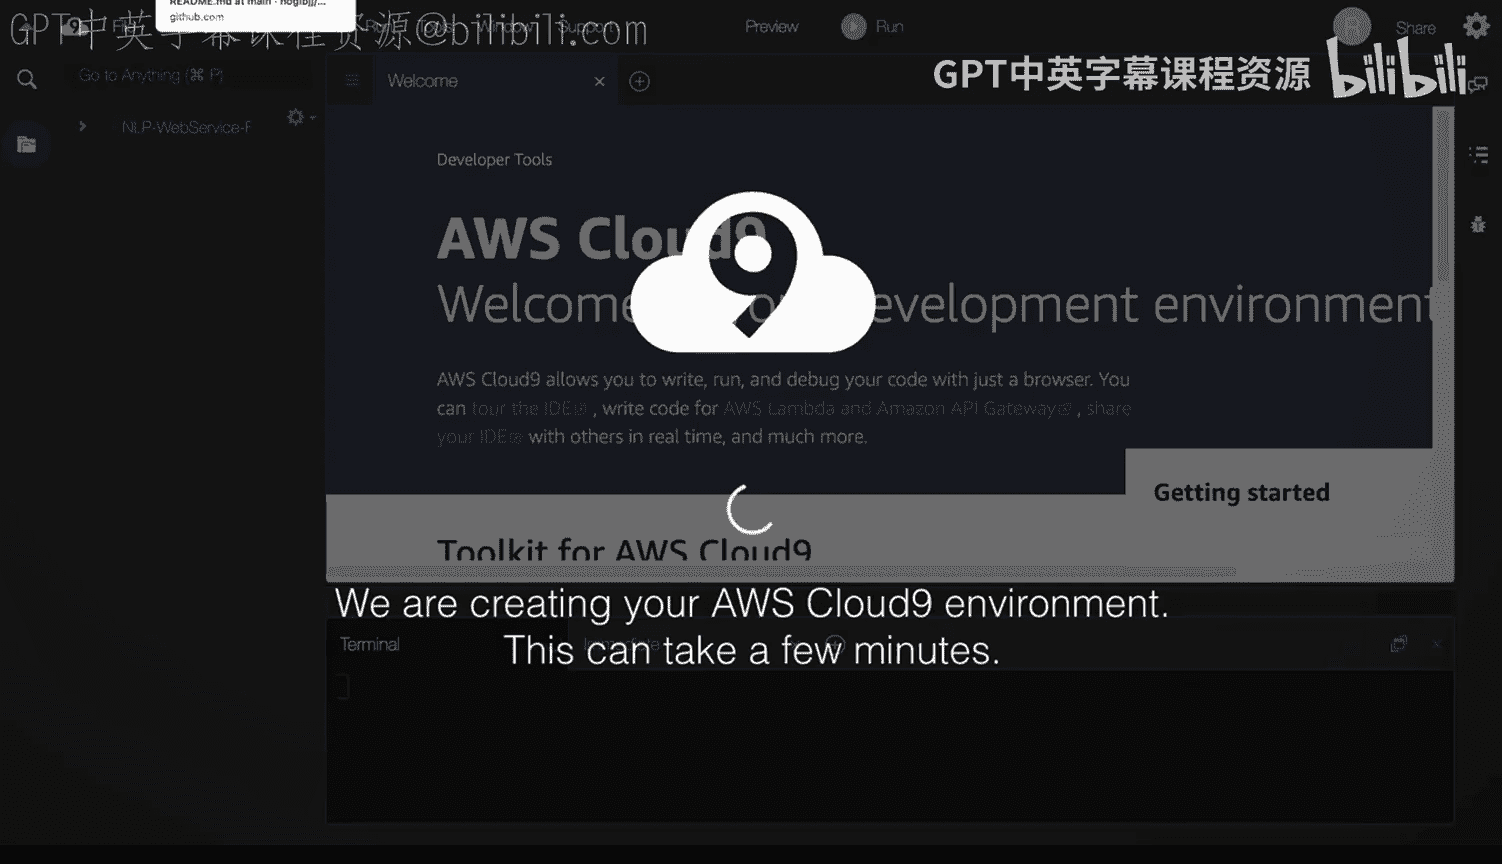 README.md at main · noglbjj/...
github.com
GPT中英字幕课程资源@bilibili.com
Tools Window Support
Preview
Run
R
Share
Go to Anything (⌘ P)
Welcome
GPT中英字幕课程资源 bilibili
NLP-WebService-F
Developer Tools
AWS Cloud9
Welcome evelopment environment
AWS Cloud9 allows you to write, run, and debug your code with just a browser. You
can tour the IDE , write code for AWS Lambda and Amazon API Gateway , share
your IDE with others in real time, and much more.
Getting started
Toolkit for AWS Cloud9
We are creating your AWS Cloud9 environment.
Terminal Immediate
This can take a few minutes.